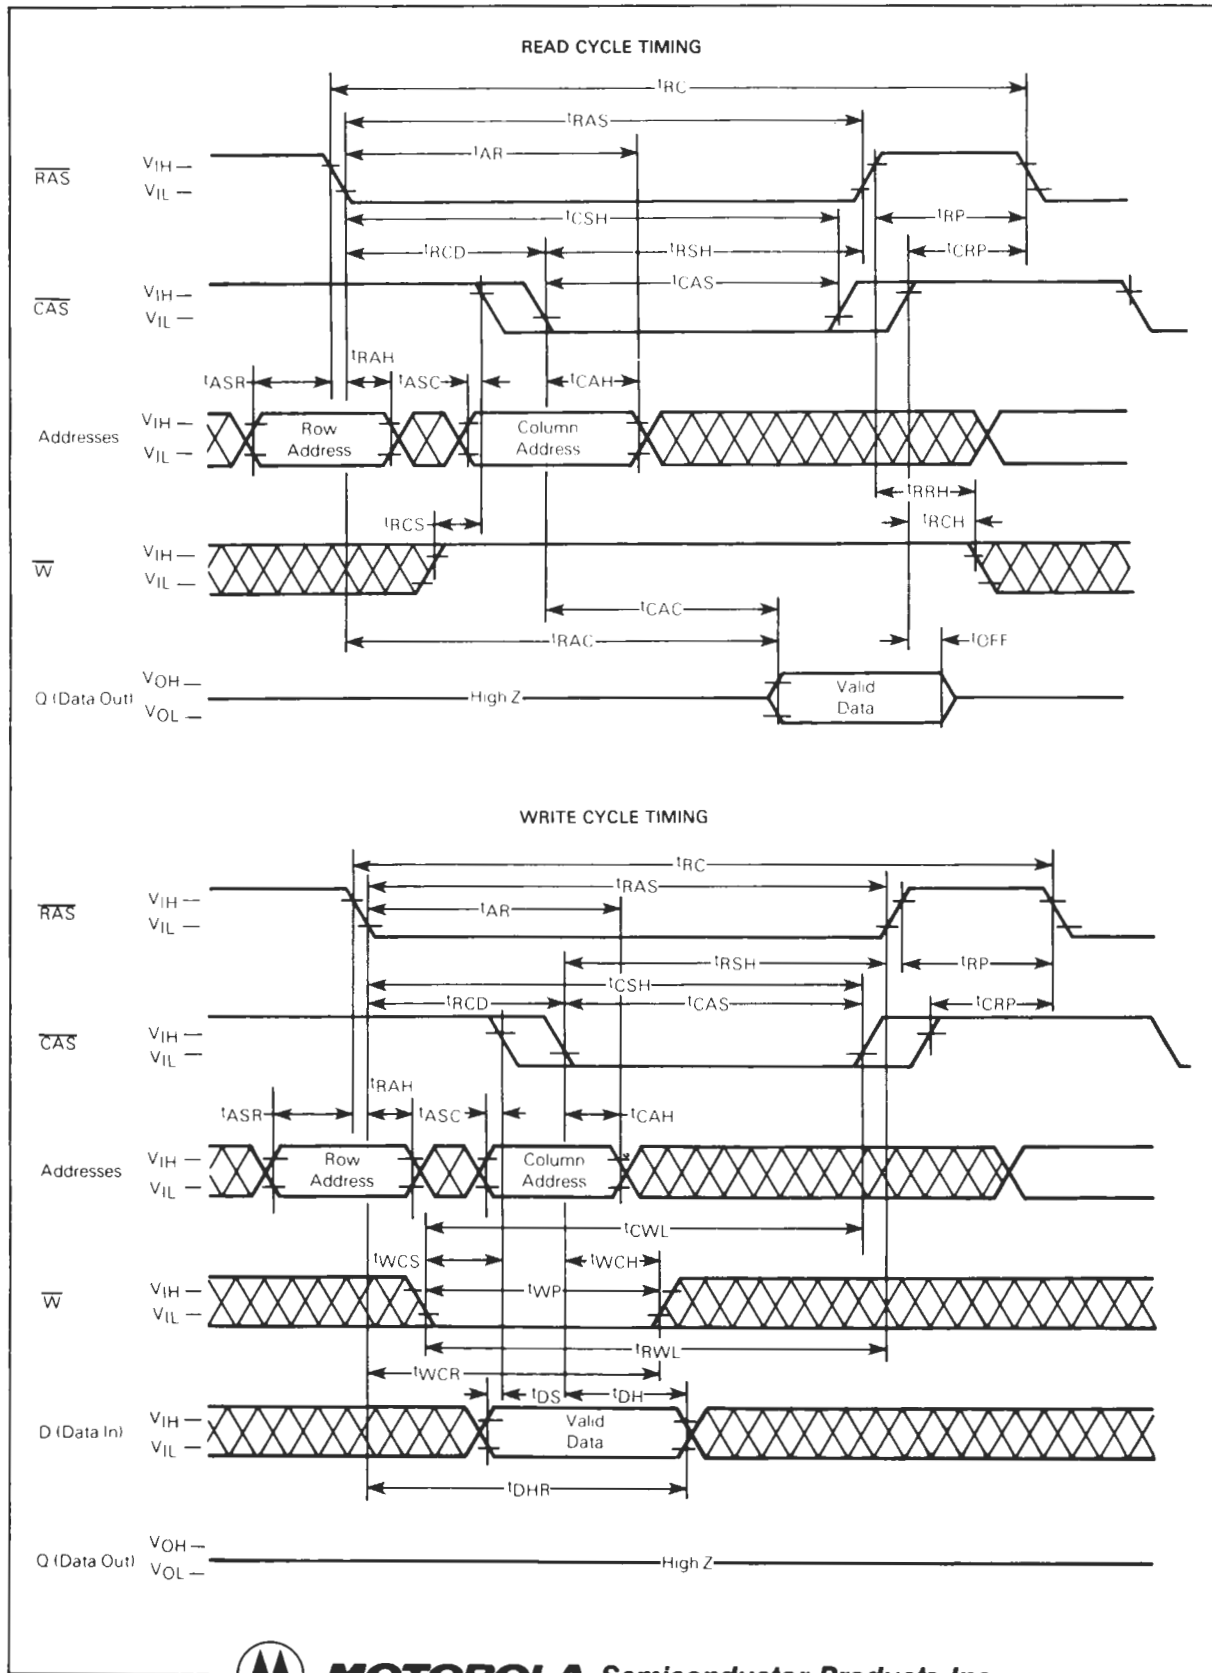 READ CYCLE TIMING
tRC
tRAS
tAR
RAS
VIH
VIL
tCSH
tRP
tRCD
tRSH
tCRP
CAS
VIH
VIL
tCAS
tRAH
tASR
tASC
tCAH
Addresses
VIH
VIL
Row
Address
Column
Address
tRRH
tRCS
tRCH
W
VIH
VIL
tCAC
tRAC
tOFF
Q (Data Out)
VOH
VOL
High Z
Valid
Data
WRITE CYCLE TIMING
tRC
tRAS
RAS
VIH
VIL
tAR
tRSH
tRP
tCSH
tRCD
tCAS
tCRP
CAS
VIH
VIL
tRAH
tASR
tASC
tCAH
Addresses
VIH
VIL
Row
Address
Column
Address
tCWL
tWCS
tWCH
W
VIH
VIL
tWP
tRWL
tWCR
tDS
tDH
D (Data In)
VIH
VIL
Valid
Data
tDHR
Q (Data Out)
VOH
VOL
High Z
MOTOROLA Semiconductor Products Inc.